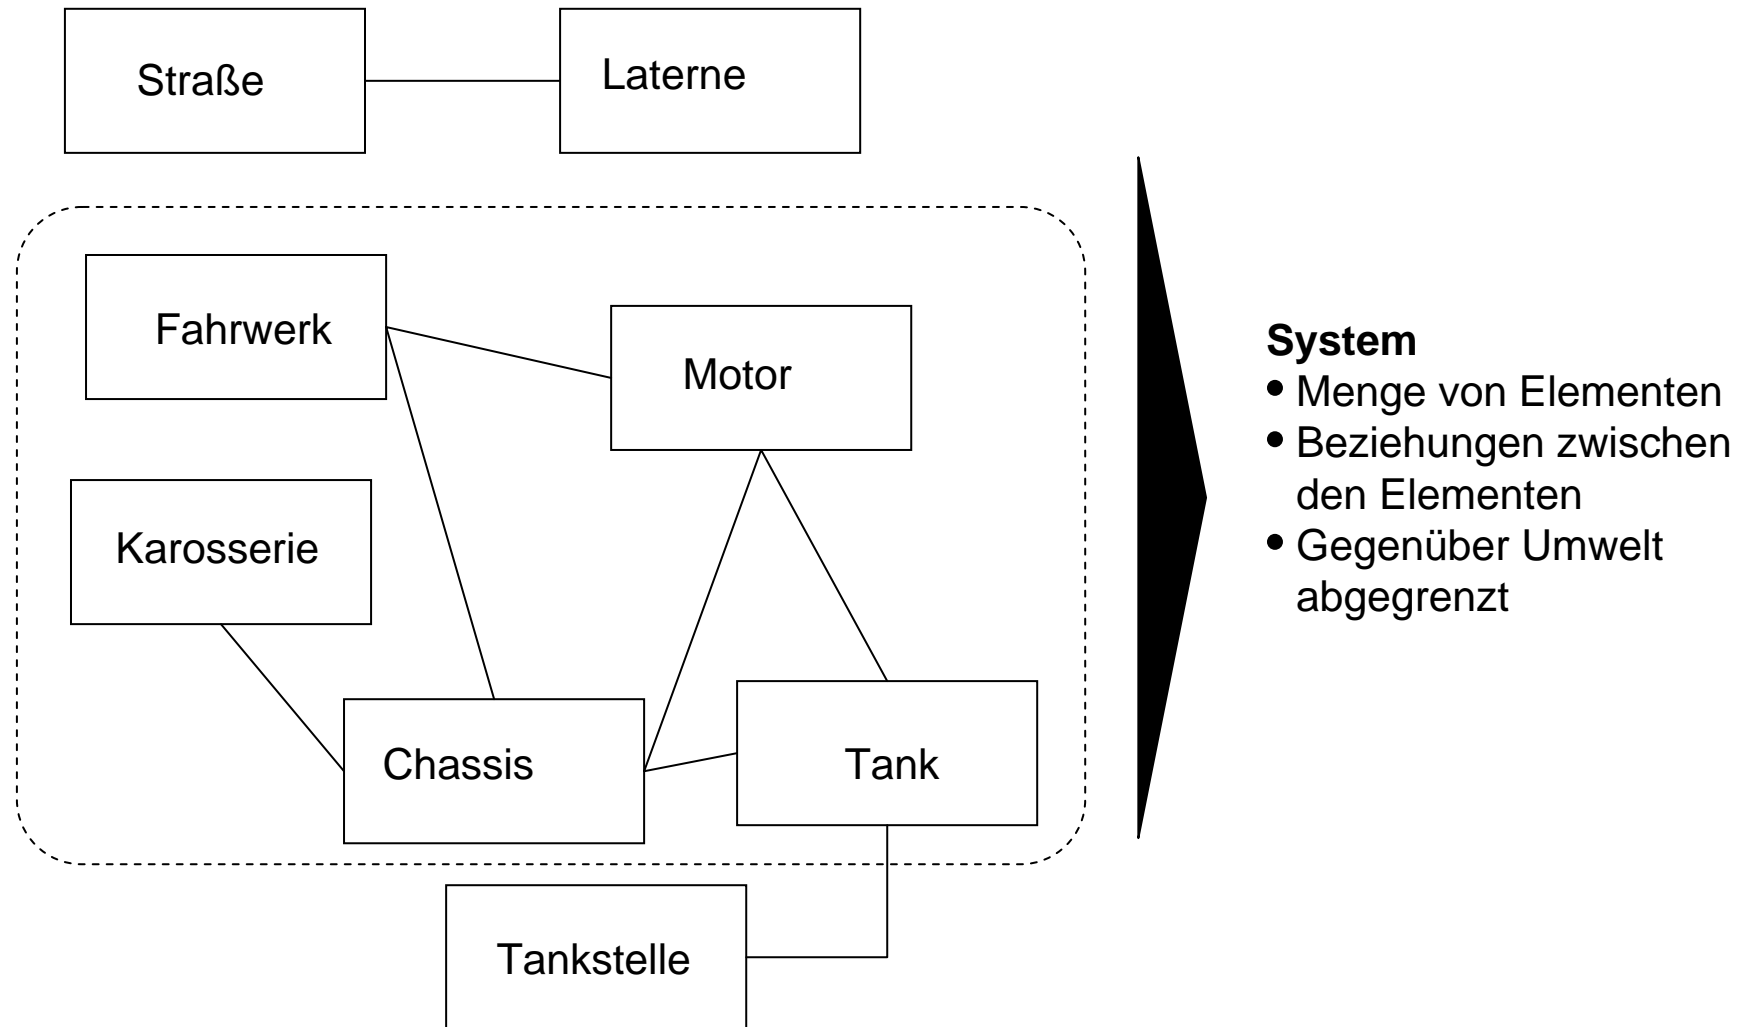 Straße
Laterne
Fahrwerk
Motor
Karosserie
Chassis
Tank
Tankstelle
System
• Menge von Elementen
• Beziehungen zwischen
den Elementen
• Gegenüber Umwelt
abgegrenzt